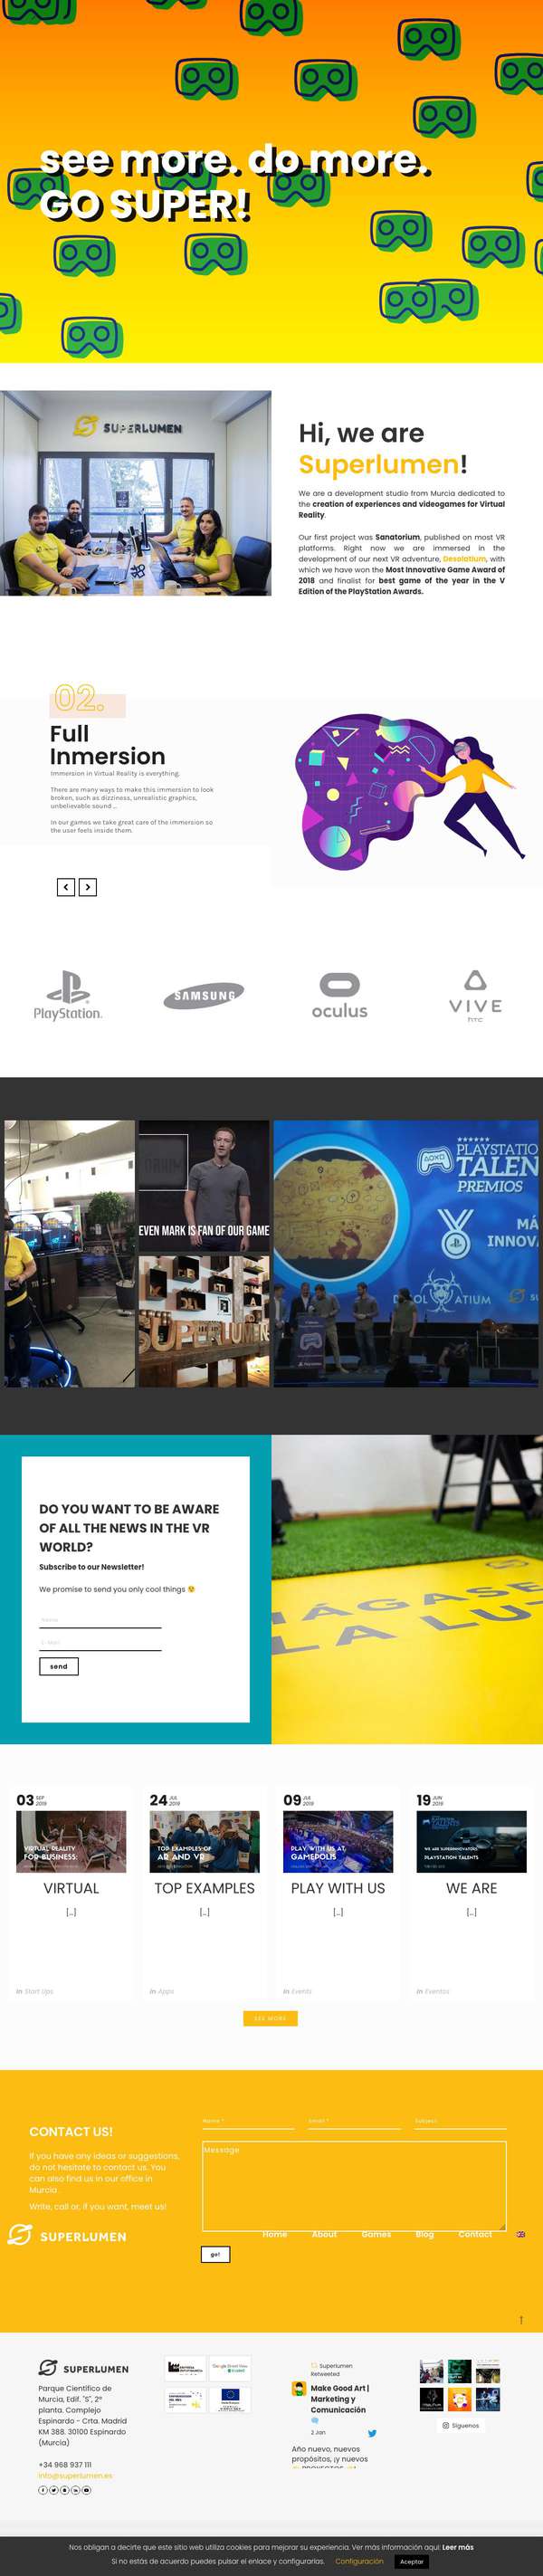 see more. do more.
GO SUPER!
SUPERLUMEN
Hi, we are
Superlumen!
We are a development studio from Murcia dedicated to
the creation of experiences and videogames for Virtual
Reality.
Our first project was Sanatorium, published on most VR
platforms. Right now we are immersed in the
development of our next VR adventure, Desolatium, with
which we have won the Most Innovative Game Award of
2018 and finalist for best game of the year in the V
Edition of the PlayStation Awards.
02.
Full
Inmersion
Immersion in Virtual Reality is everything.
There are many ways to make this immersion to look
broken, such as dizziness, unrealistic graphics,
unbelievable sound ...
In our games we take great care of the immersion so
the user feels inside them.
PlayStation.
SAMSUNG
oculus
VIVE
htc
EVEN MARK IS FAN OF OUR GAME
PLAYSTATIO
TALEN
PREMIOS
MÁ
INNOV
ATIUM
DO YOU WANT TO BE AWARE
OF ALL THE NEWS IN THE VR
WORLD?
Subscribe to our Newsletter!
We promise to send you only cool things 😉
Name
E-Mail
send
ÁGASE
LA LU
03 SEP 2019
VIRTUAL REALITY
FOR BUSINESS:
VIRTUAL
[...]
in Start Ups
24 JUL 2019
TOP EXAMPLES OF
AR AND VR
TOP EXAMPLES
[...]
in Apps
09 JUL 2019
PLAY WITH US AT
GAMEPOLIS
PLAY WITH US
[...]
in Events
19 JUN 2019
WE ARE SUPERINNOVATORS
PLAYSTATION TALENTS
WE ARE
[...]
in Eventos
SEE MORE
CONTACT US!
If you have any ideas or suggestions,
do not hesitate to contact us. You
can also find us in our office in
Murcia.
Write, call or, if you want, meet us!
Name *
Email *
Subject
Message
go!
SUPERLUMEN
Home About Games Blog Contact
↑
SUPERLUMEN
Parque Científico de
Murcia, Edif. "S", 2ª
planta. Complejo
Espinardo - Crta. Madrid
KM 388. 30100 Espinardo
(Murcia)
+34 968 937 111
info@superlumen.es
Superlumen
Retweeted
Make Good Art |
Marketing y
Comunicación
2 Jan
Año nuevo, nuevos
propósitos, ¡y nuevos
Síguenos
Nos obligan a decirte que este sitio web utiliza cookies para mejorar su experiencia. Ver más información aquí: Leer más
Si no estás de acuerdo puedes pulsar el enlace y configurarlas. Configuración Aceptar